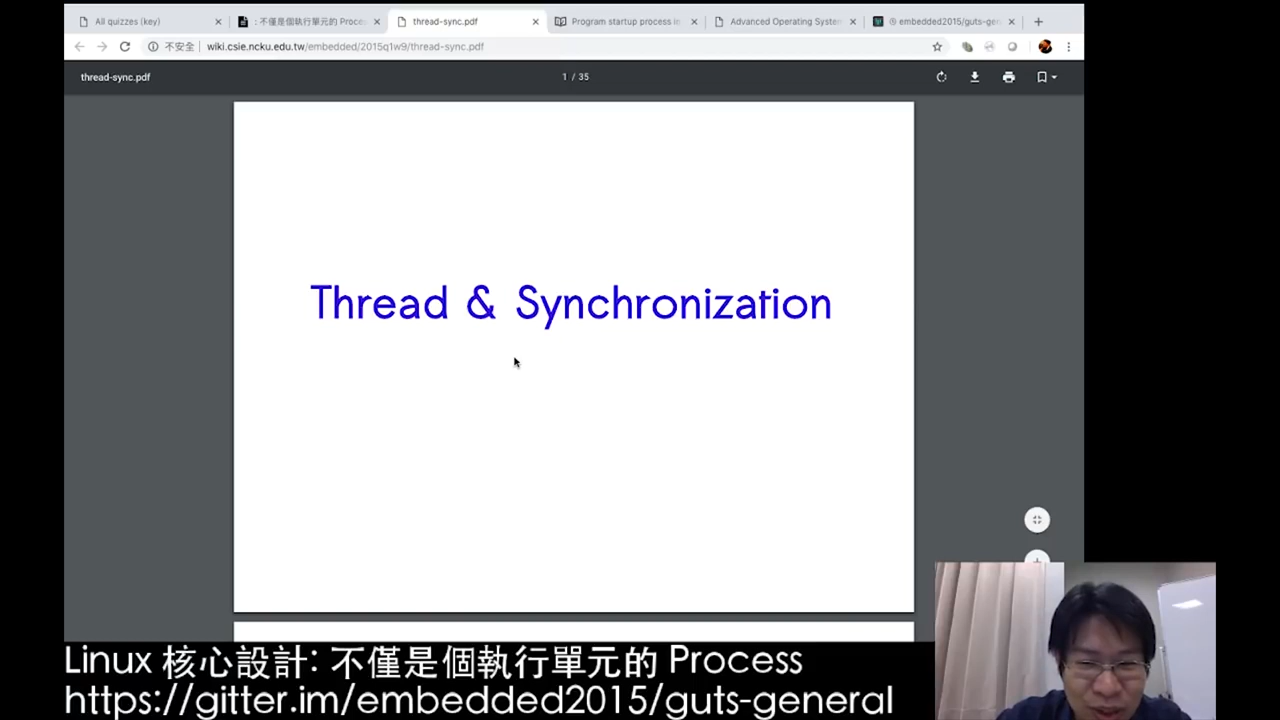 All quizzes (key)
: 不僅是個執行單元的 Proce
thread-sync.pdf
Program startup process in
Advanced Operating System
embedded2015/guts-gen
不安全
wiki.csie.ncku.edu.tw/embedded/2015q1w9/thread-sync.pdf
thread-sync.pdf
1 / 35
Thread & Synchronization
Linux 核心設計: 不僅是個執行單元的 Process
https://gitter.im/embedded2015/guts-general